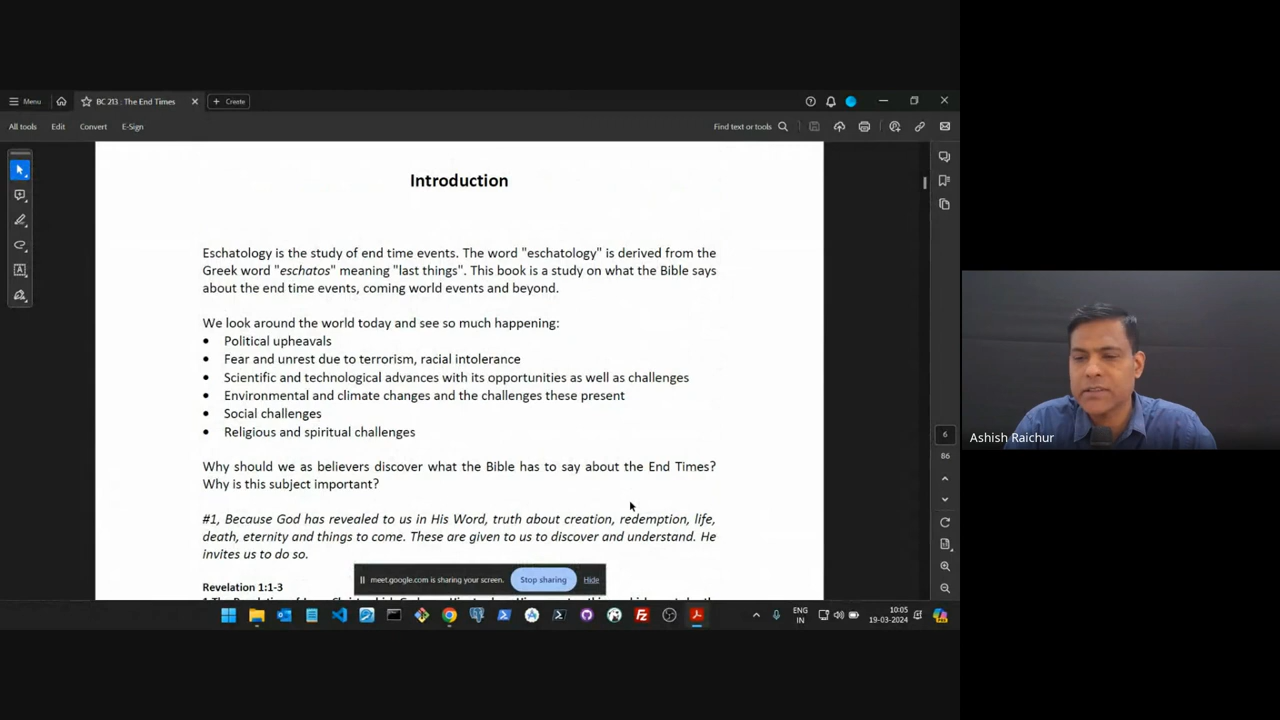 Menu
BC 213 : The End Times
Create
All tools
Edit
Convert
E-Sign
Find text or tools
Introduction
Eschatology is the study of end time events. The word "eschatology" is derived from the
Greek word "eschatos" meaning "last things". This book is a study on what the Bible says
about the end time events, coming world events and beyond.
We look around the world today and see so much happening:
• Political upheavals
• Fear and unrest due to terrorism, racial intolerance
• Scientific and technological advances with its opportunities as well as challenges
• Environmental and climate changes and the challenges these present
• Social challenges
• Religious and spiritual challenges
Why should we as believers discover what the Bible has to say about the End Times?
Why is this subject important?
#1, Because God has revealed to us in His Word, truth about creation, redemption, life,
death, eternity and things to come. These are given to us to discover and understand. He
invites us to do so.
Revelation 1:1-3
meet.google.com is sharing your screen.
Stop sharing
Hide
6
86
ENG
IN
10:05
19-03-2024
Ashish Raichur